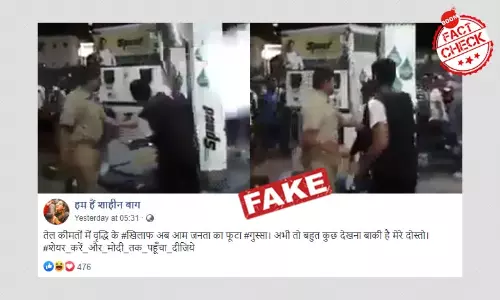 Speed
Speed
100%
FACT
CHECK
FAKE
हम हैं शाहीन बाग
Yesterday at 05:31
तेल कीमतों में वृद्धि के #खिलाफ अब आम जनता का फूटा #गुस्सा। अभी तो बहुत कुछ देखना बाकी है मेरे दोस्तो।
#शेयर_करें_और_मोदी_तक_पहूँचा_दीजिये
476